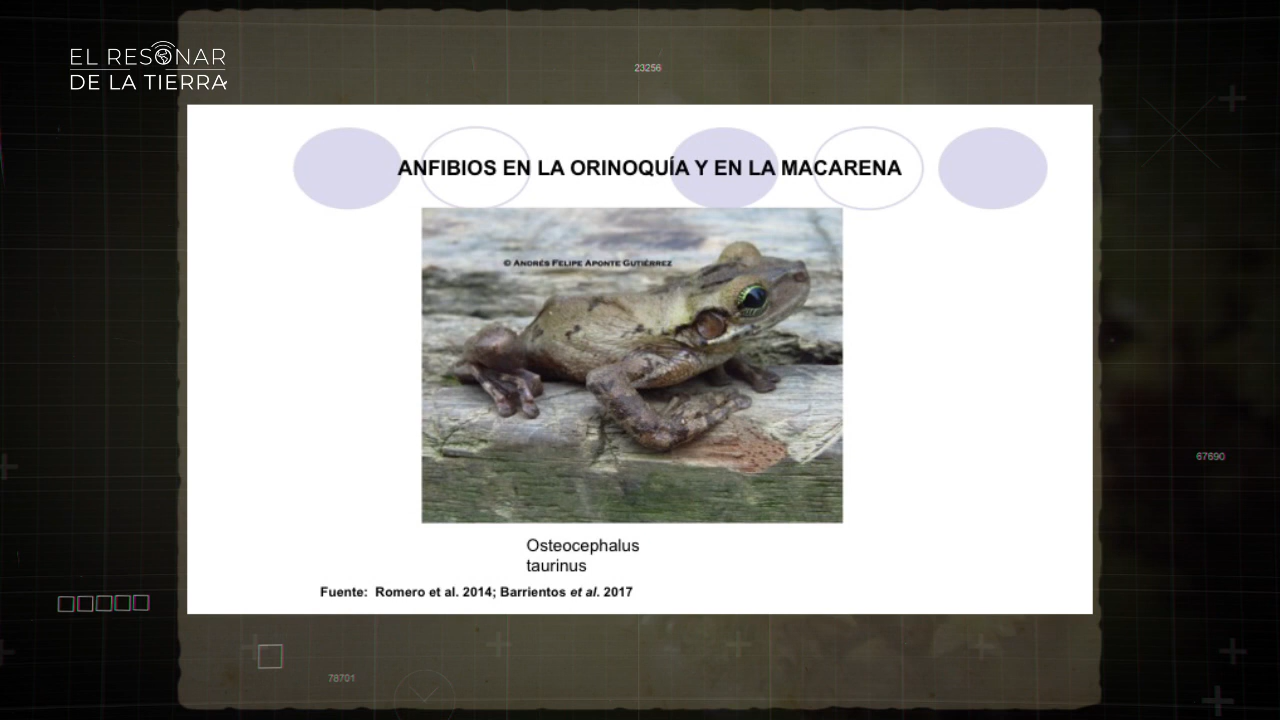 EL RESONAR
DE LA TIERRA
23256
ANFIBIOS EN LA ORINOQUÍA Y EN LA MACARENA
© ANDRÉS FELIPE APONTE GUTIÉRREZ
67690
Osteocephalus
taurinus
Fuente: Romero et al. 2014; Barrientos et al. 2017
78701